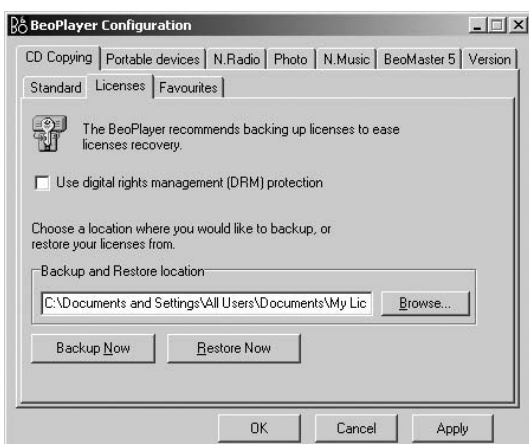 BeoPlayer Configuration
CD Copying Portable devices N.Radio Photo N.Music BeoMaster 5 Version
Standard Licenses Favourites
The BeoPlayer recommends backing up licenses to ease
licenses recovery.
Use digital rights management (DRM) protection
Choose a location where you would like to backup, or
restore your licenses from.
Backup and Restore location
C:\Documents and Settings\All Users\Documents\My Lic Browse...
Backup Now Restore Now
OK Cancel Apply